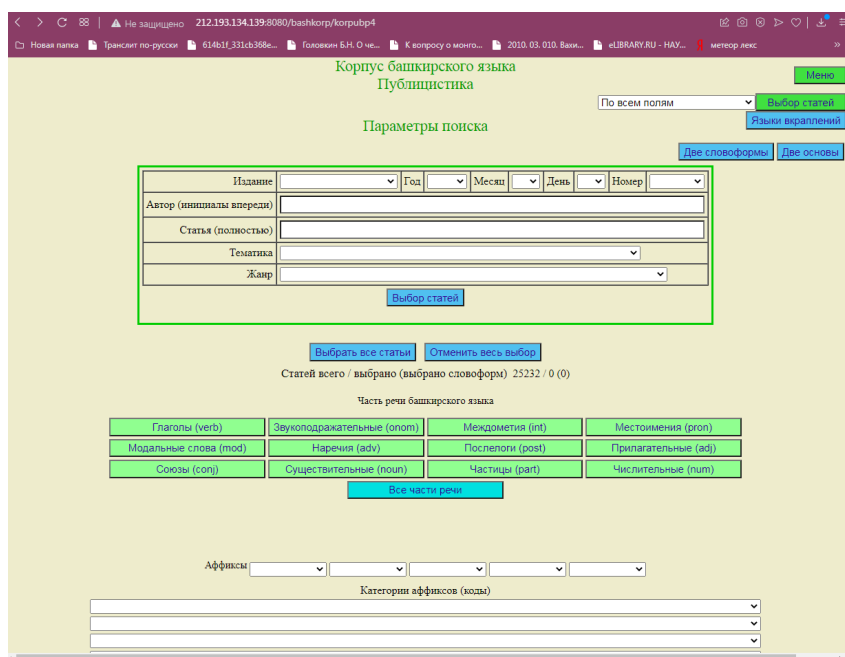 Не защищено 212.193.134.139:8080/bashkorp/korpubp4
Новая папка Транслит по-русски 614b1f_331cb368e... Головкин Б.Н. О че... К вопросу о монго... 2010. 03. 010. Вахи... eLIBRARY.RU - НАУ... метеор лекс »
Корпус башкирского языка
Публицистика
Меню
По всем полям Выбор статей
Языки вкраплений
Параметры поиска
Две словоформы Две основы
Издание Год Месяц День Номер
Автор (инициалы впереди)
Статья (полностью)
Тематика
Жанр
Выбор статей
Выбрать все статьи Отменить весь выбор
Статей всего / выбрано (выбрано словоформ) 25232 / 0 (0)
Часть речи башкирского языка
Глаголы (verb) Звукоподражательные (onom) Междометия (int) Местоимения (pron)
Модальные слова (mod) Наречия (adv) Послелоги (post) Прилагательные (adj)
Союзы (conj) Существительные (noun) Частицы (part) Числительные (num)
Все части речи
Аффиксы
Категории аффиксов (коды)